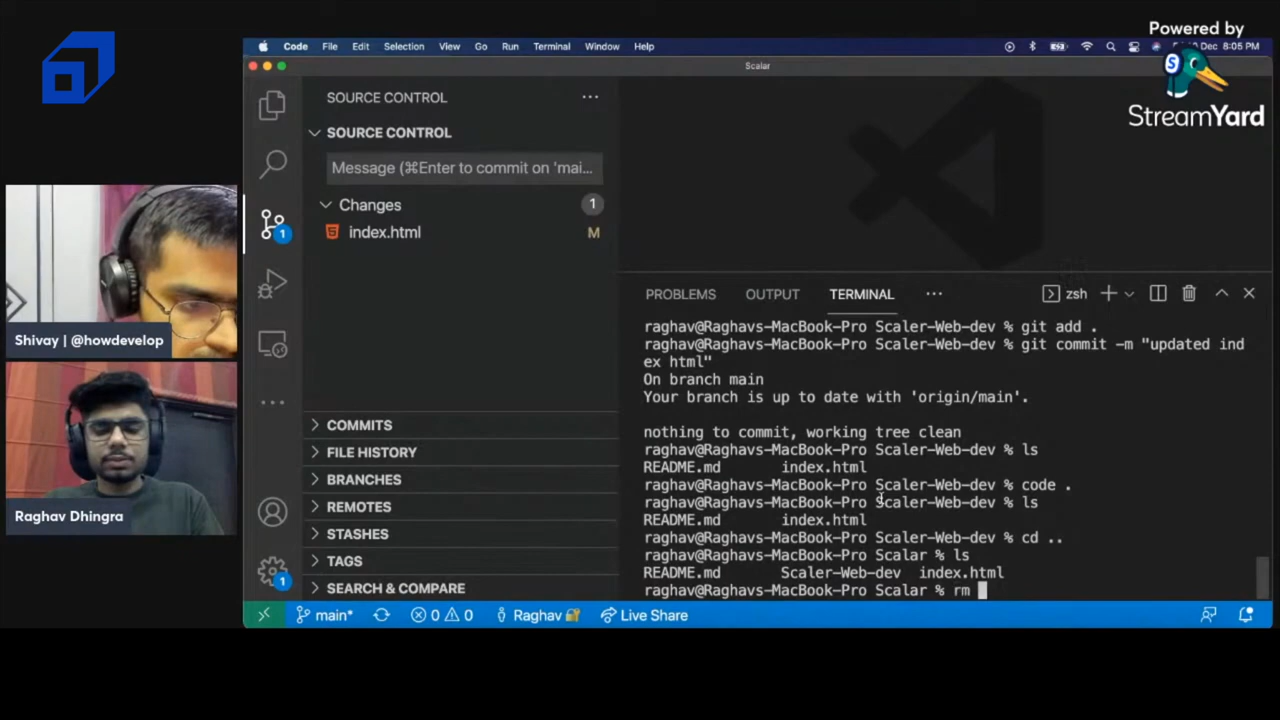 Powered by
StreamYard
Code File Edit Selection View Go Run Terminal Window Help
Dec 8:05 PM
Scalar
SOURCE CONTROL
SOURCE CONTROL
Message (⌘Enter to commit on 'mai...
Changes 1
index.html M
1
COMMITS
FILE HISTORY
BRANCHES
REMOTES
STASHES
TAGS
SEARCH & COMPARE
1
PROBLEMS OUTPUT TERMINAL ... zsh
raghav@Raghavs-MacBook-Pro Scaler-Web-dev % git add .
raghav@Raghavs-MacBook-Pro Scaler-Web-dev % git commit -m "updated ind
ex html"
On branch main
Your branch is up to date with 'origin/main'.
nothing to commit, working tree clean
raghav@Raghavs-MacBook-Pro Scaler-Web-dev % ls
README.md index.html
raghav@Raghavs-MacBook-Pro Scaler-Web-dev % code .
raghav@Raghavs-MacBook-Pro Scaler-Web-dev % ls
README.md index.html
raghav@Raghavs-MacBook-Pro Scaler-Web-dev % cd ..
raghav@Raghavs-MacBook-Pro Scalar % ls
README.md Scaler-Web-dev index.html
raghav@Raghavs-MacBook-Pro Scalar % rm
main* 0 0 Raghav Live Share
Shivay | @howdevelop
Raghav Dhingra